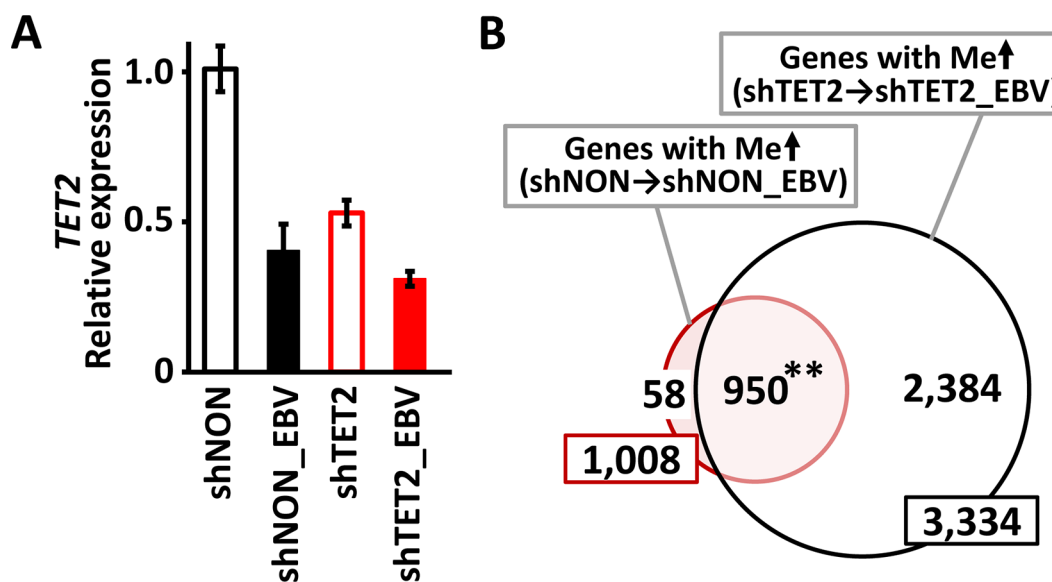 A
TET2
Relative expression
1.0
0.5
0
shNON
shNON_EBV
shTET2
shTET2_EBV
B
Genes with Me↑
(shTET2→shTET2_EBV)
Genes with Me↑
(shNON→shNON_EBV)
58
950**
2,384
1,008
3,334